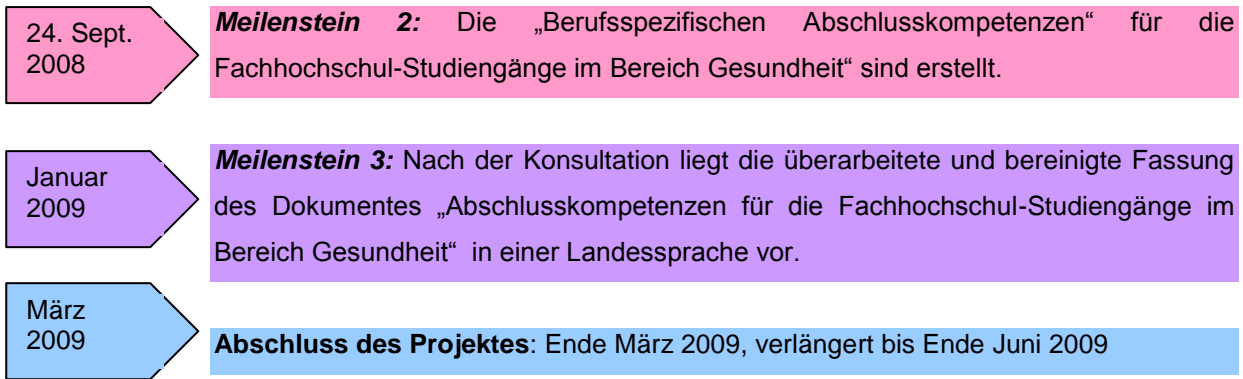 24. Sept.
2008
Meilenstein 2: Die „Berufsspezifischen Abschlusskompetenzen“ für die
Fachhochschul-Studiengänge im Bereich Gesundheit“ sind erstellt.
Januar
2009
Meilenstein 3: Nach der Konsultation liegt die überarbeitete und bereinigte Fassung
des Dokumentes „Abschlusskompetenzen für die Fachhochschul-Studiengänge im
Bereich Gesundheit“ in einer Landessprache vor.
März
2009
Abschluss des Projektes: Ende März 2009, verlängert bis Ende Juni 2009